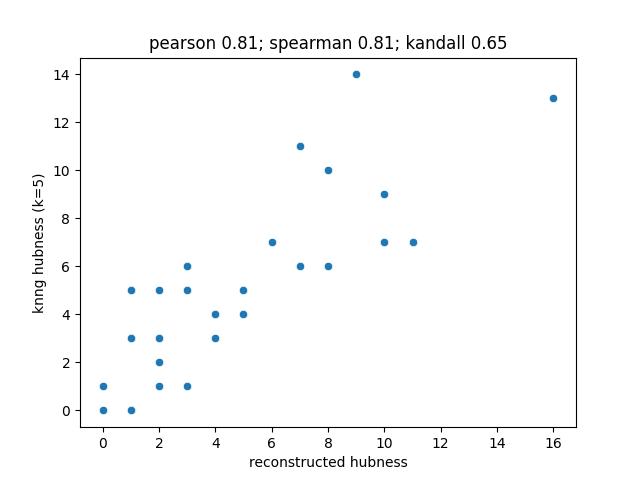 pearson 0.81; spearman 0.81; kandall 0.65
14
12
10
8
6
4
2
0
knng hubness (k=5)
0 2 4 6 8 10 12 14 16
reconstructed hubness